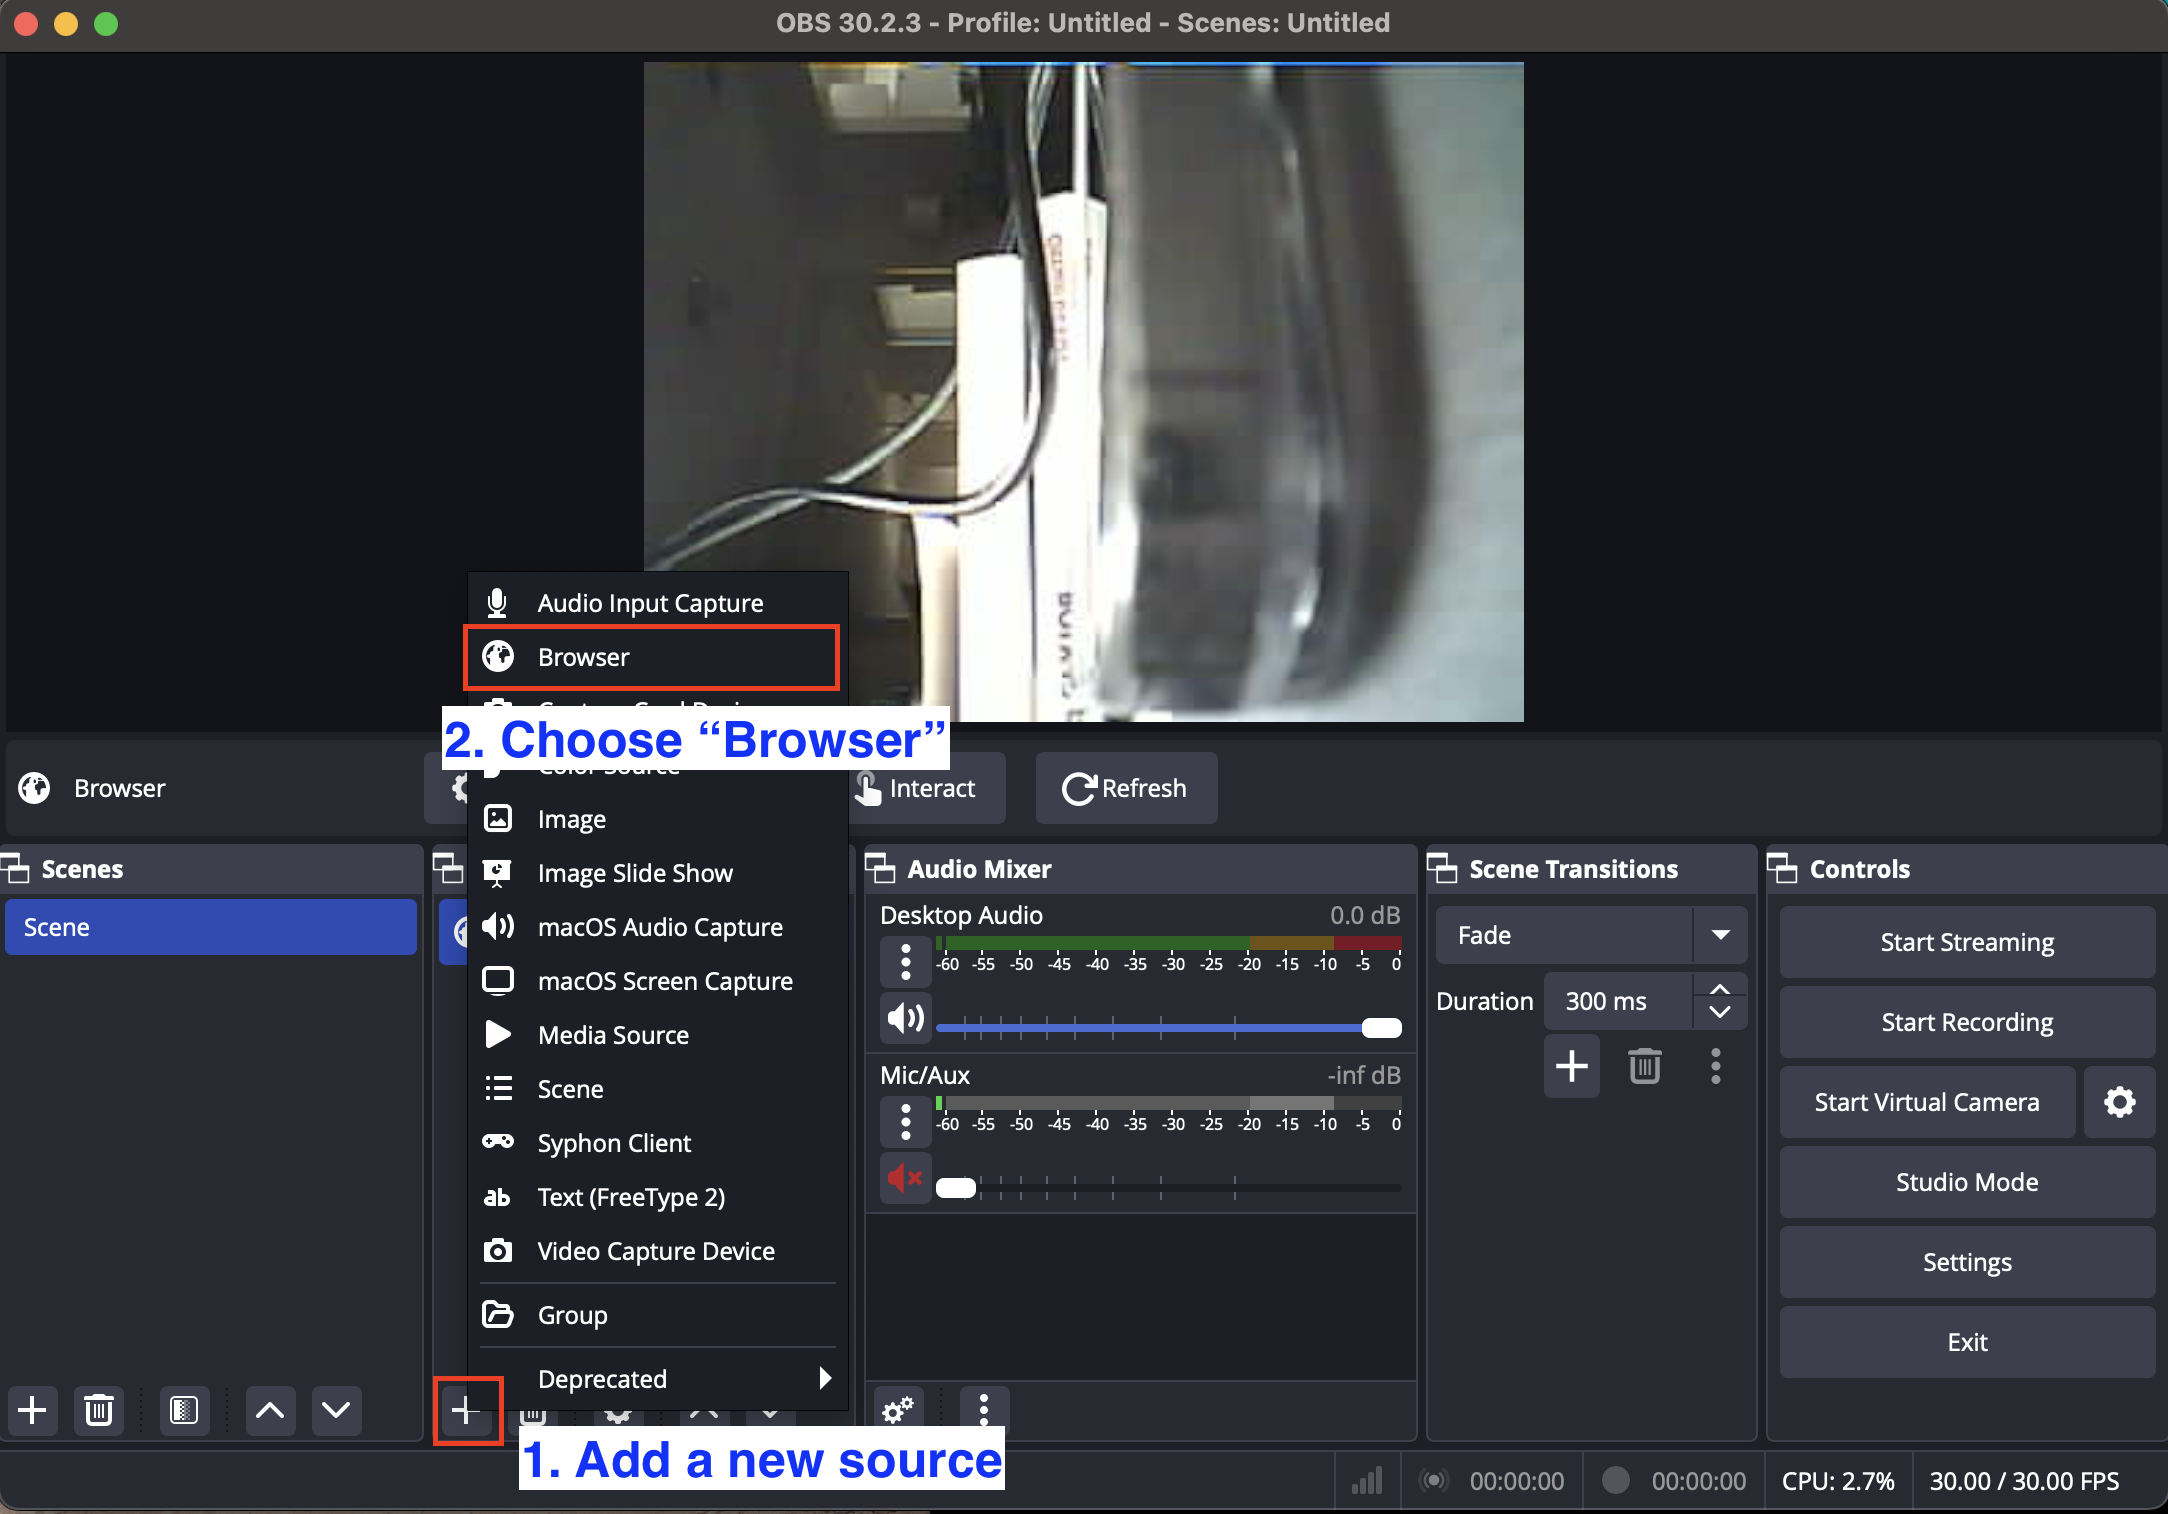 OBS 30.2.3 - Profile: Untitled - Scenes: Untitled
Audio Input Capture
Browser
2. Choose “Browser”
Browser
Interact
Refresh
Image
Image Slide Show
macOS Audio Capture
macOS Screen Capture
Media Source
Scene
Syphon Client
Text (FreeType 2)
Video Capture Device
Group
Deprecated
Scenes
Scene
Audio Mixer
Desktop Audio
0.0 dB
-60 -55 -50 -45 -40 -35 -30 -25 -20 -15 -10 -5 0
Mic/Aux
-inf dB
-60 -55 -50 -45 -40 -35 -30 -25 -20 -15 -10 -5 0
Scene Transitions
Fade
Duration
300 ms
Controls
Start Streaming
Start Recording
Start Virtual Camera
Studio Mode
Settings
Exit
1. Add a new source
00:00:00
00:00:00
CPU: 2.7%
30.00 / 30.00 FPS